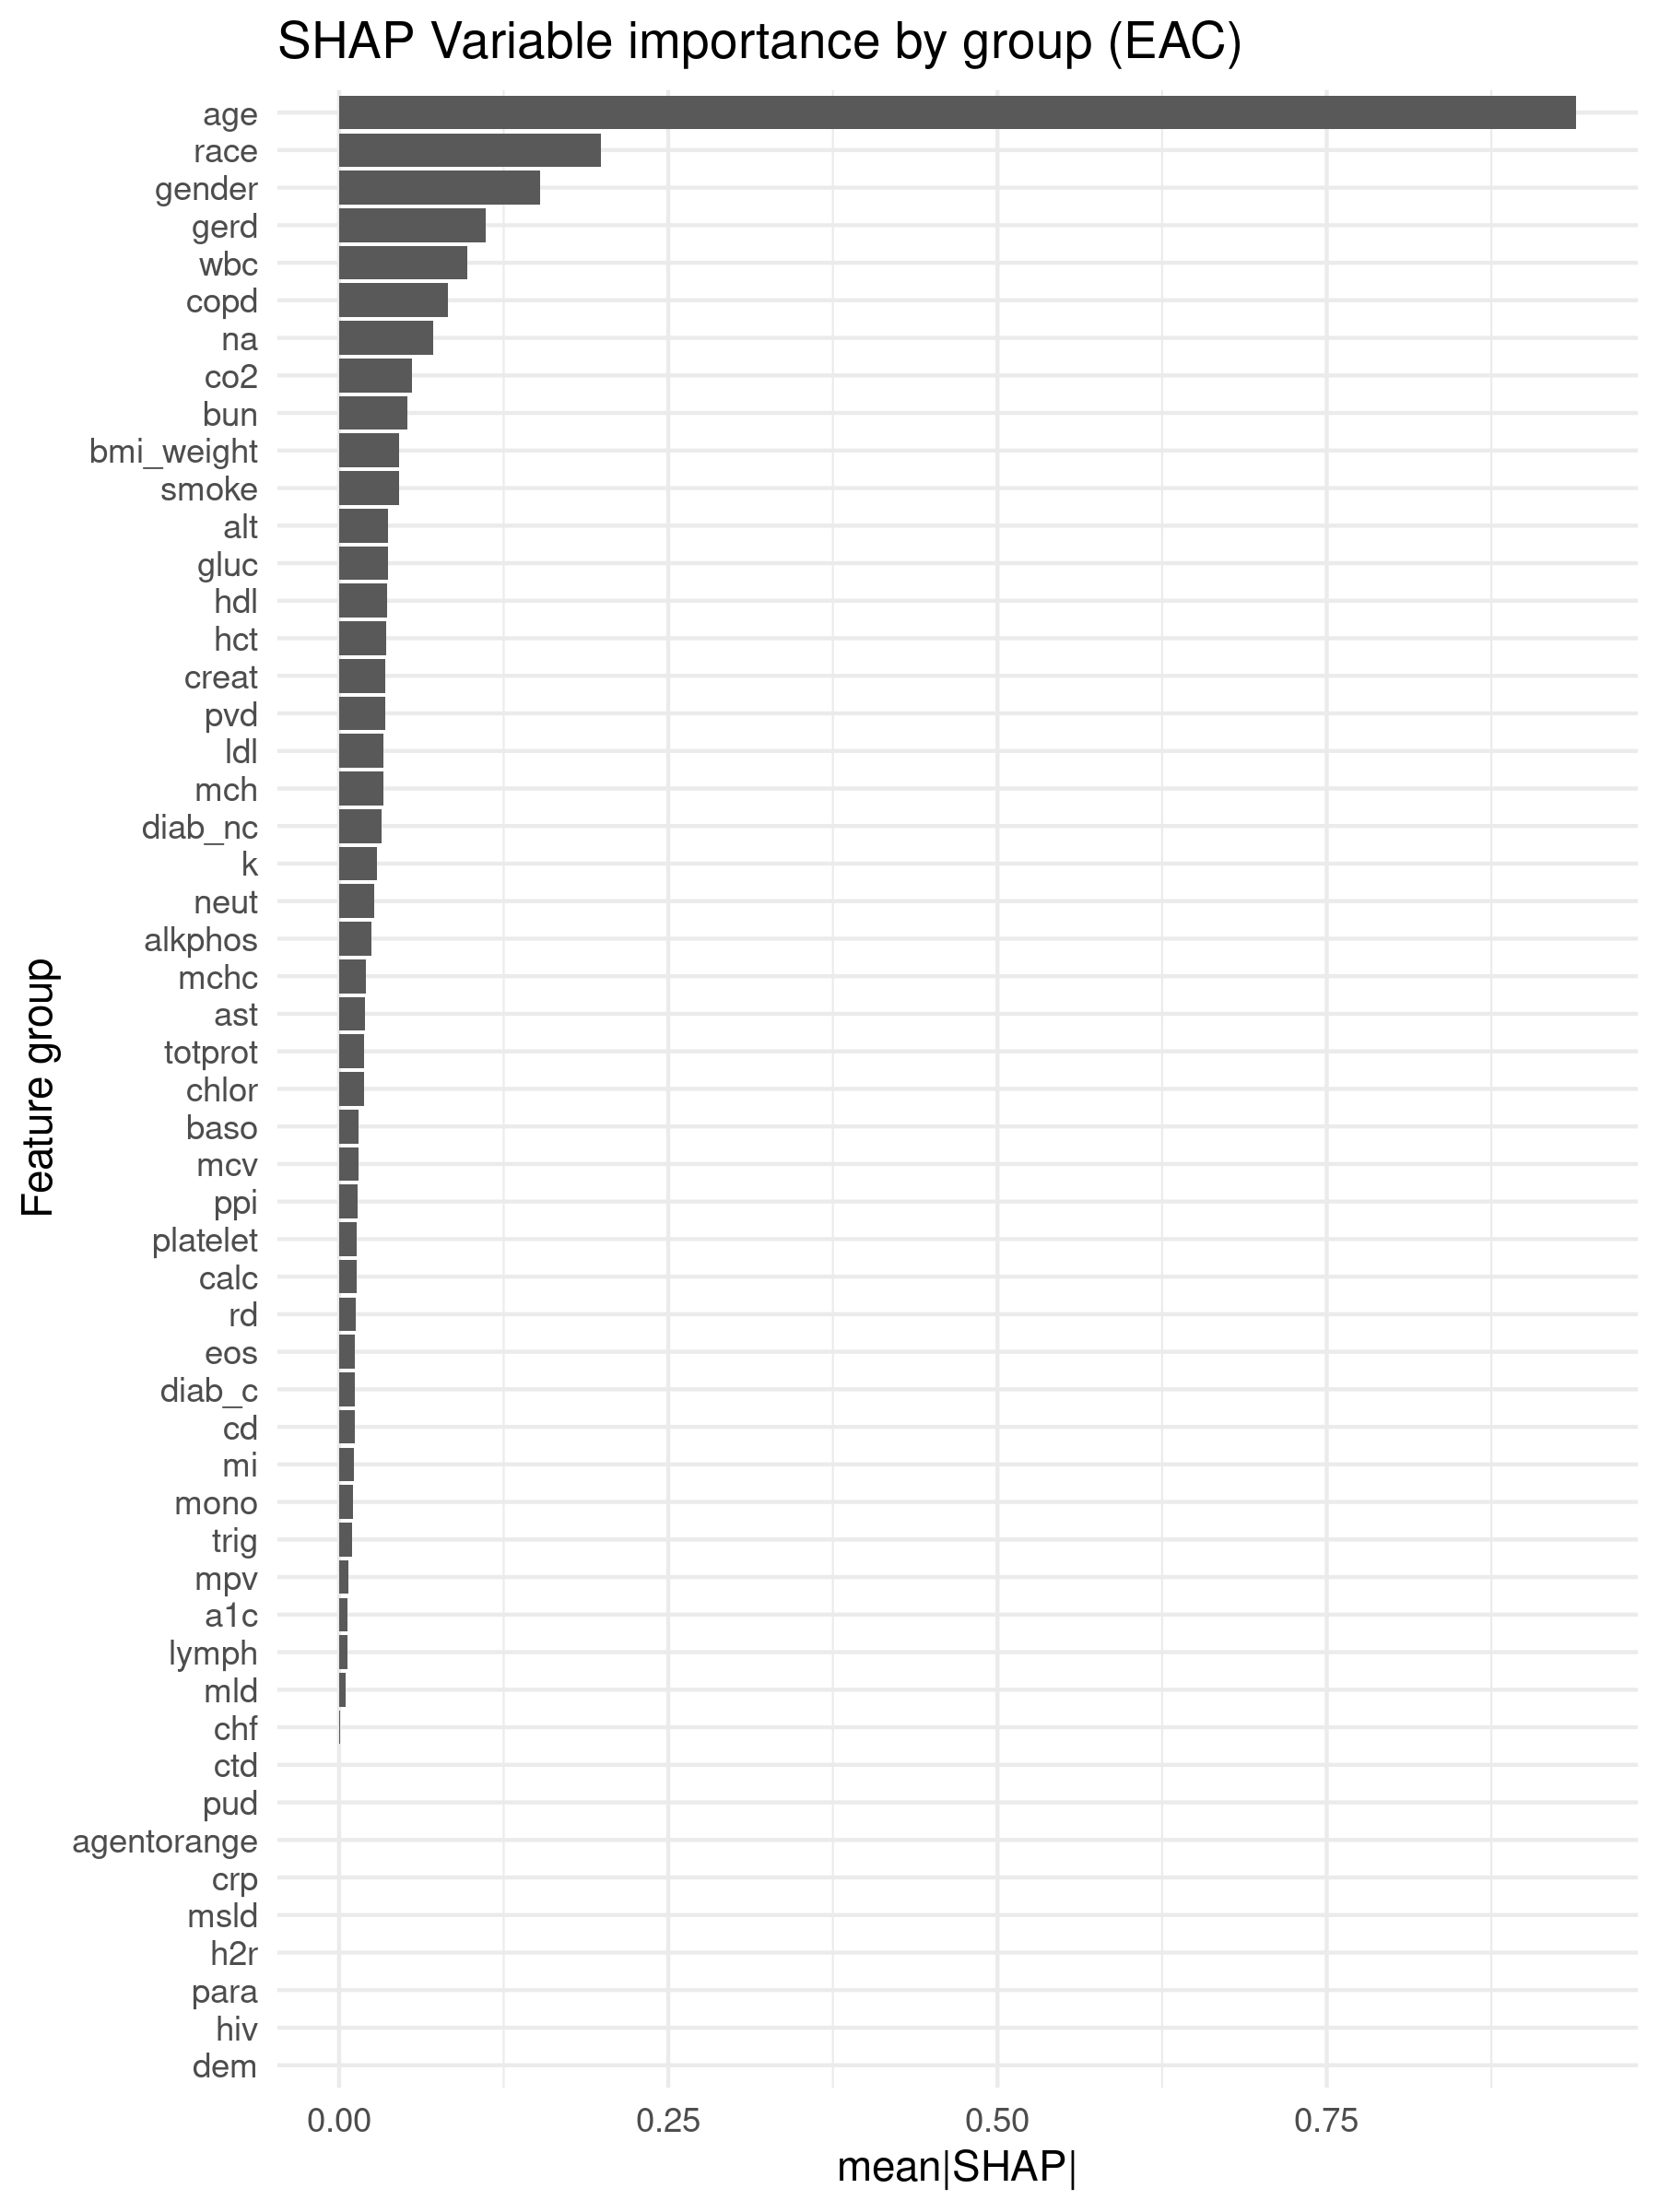 SHAP Variable importance by group (EAC)
age
race
gender
gerd
wbc
copd
na
co2
bun
bmi_weight
smoke
alt
gluc
hdl
hct
creat
pvd
ldl
mch
diab_nc
k
neut
alkphos
mchc
ast
totprot
chlor
baso
mcv
ppi
platelet
calc
rd
eos
diab_c
cd
mi
mono
trig
mpv
a1c
lymph
mld
chf
ctd
pud
agentorange
crp
msld
h2r
para
hiv
dem
Feature group
0.00 0.25 0.50 0.75
mean|SHAP|